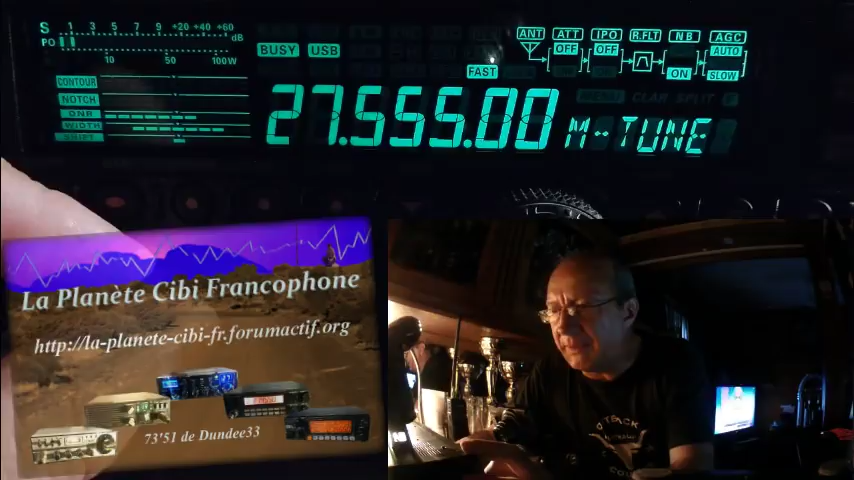 S 1 3 5 7 9 +20 +40 +60 dB
PO
10 50 100W
BUSY USB
FAST
ANT ATT IPO R.FLT NB AGC
OFF OFF AUTO
ON SLOW
CONTOUR
NOTCH
DNR
WIDTH
SHIFT
27.555.00 M--TUNE
CLAR SPLIT
La Planète Cibi Francophone
http://la-planete-cibi-fr.forumactif.org
73'51 de Dundee33